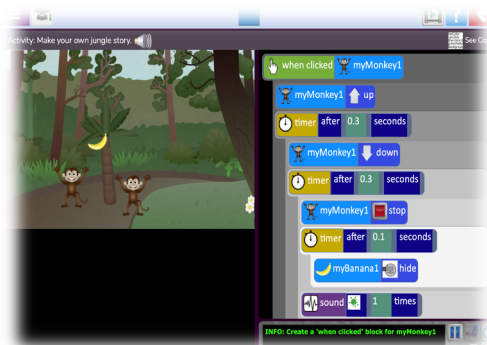 Activity: Make your own jungle story.
See Co
when clicked myMonkey1
myMonkey1 up
timer after 0.3 seconds
myMonkey1 down
timer after 0.3 seconds
myMonkey1 stop
timer after 0.1 seconds
myBanana1 hide
sound 1 times
INFO: Create a 'when clicked' block for myMonkey1